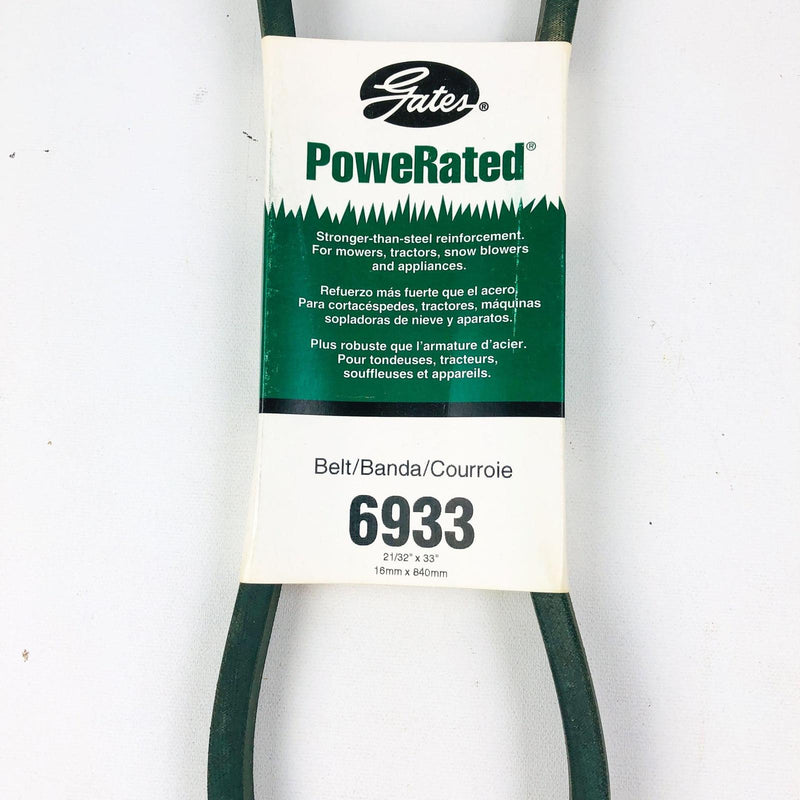 Gates®
PoweRated®
Stronger-than-steel reinforcement.
For mowers, tractors, snow blowers
and appliances.
Refuerzo más fuerte que el acero.
Para cortacéspedes, tractores, máquinas
sopladoras de nieve y aparatos.
Plus robuste que l'armature d'acier.
Pour tondeuses, tracteurs,
souffleuses et appareils.
Belt/Banda/Courroie
6933
21/32" x 33"
16mm x 840mm